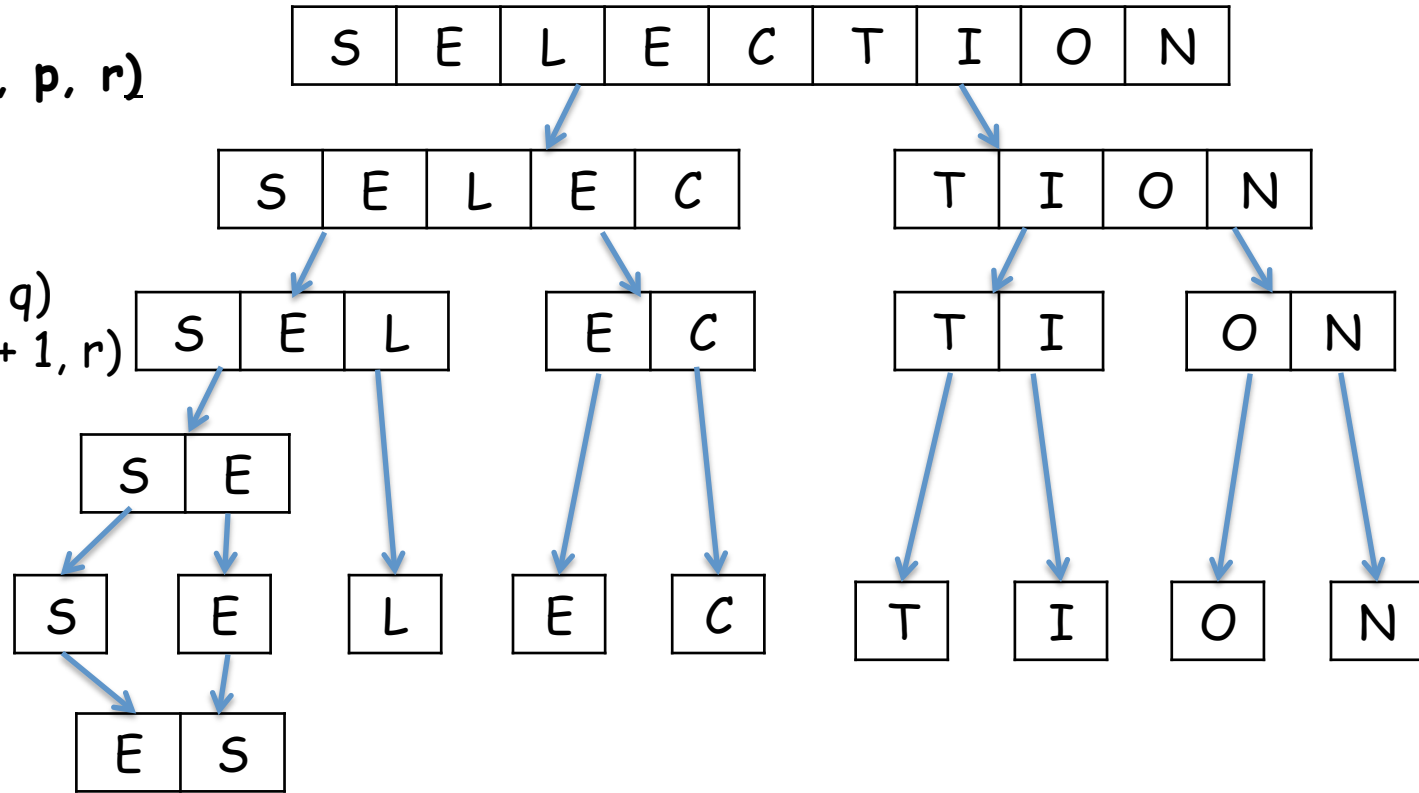 S E L E C T I O N
, p, r)
S E L E C T I O N
q)
+ 1, r)
S E L E C T I O N
S E
S E L E C T I O N
E S